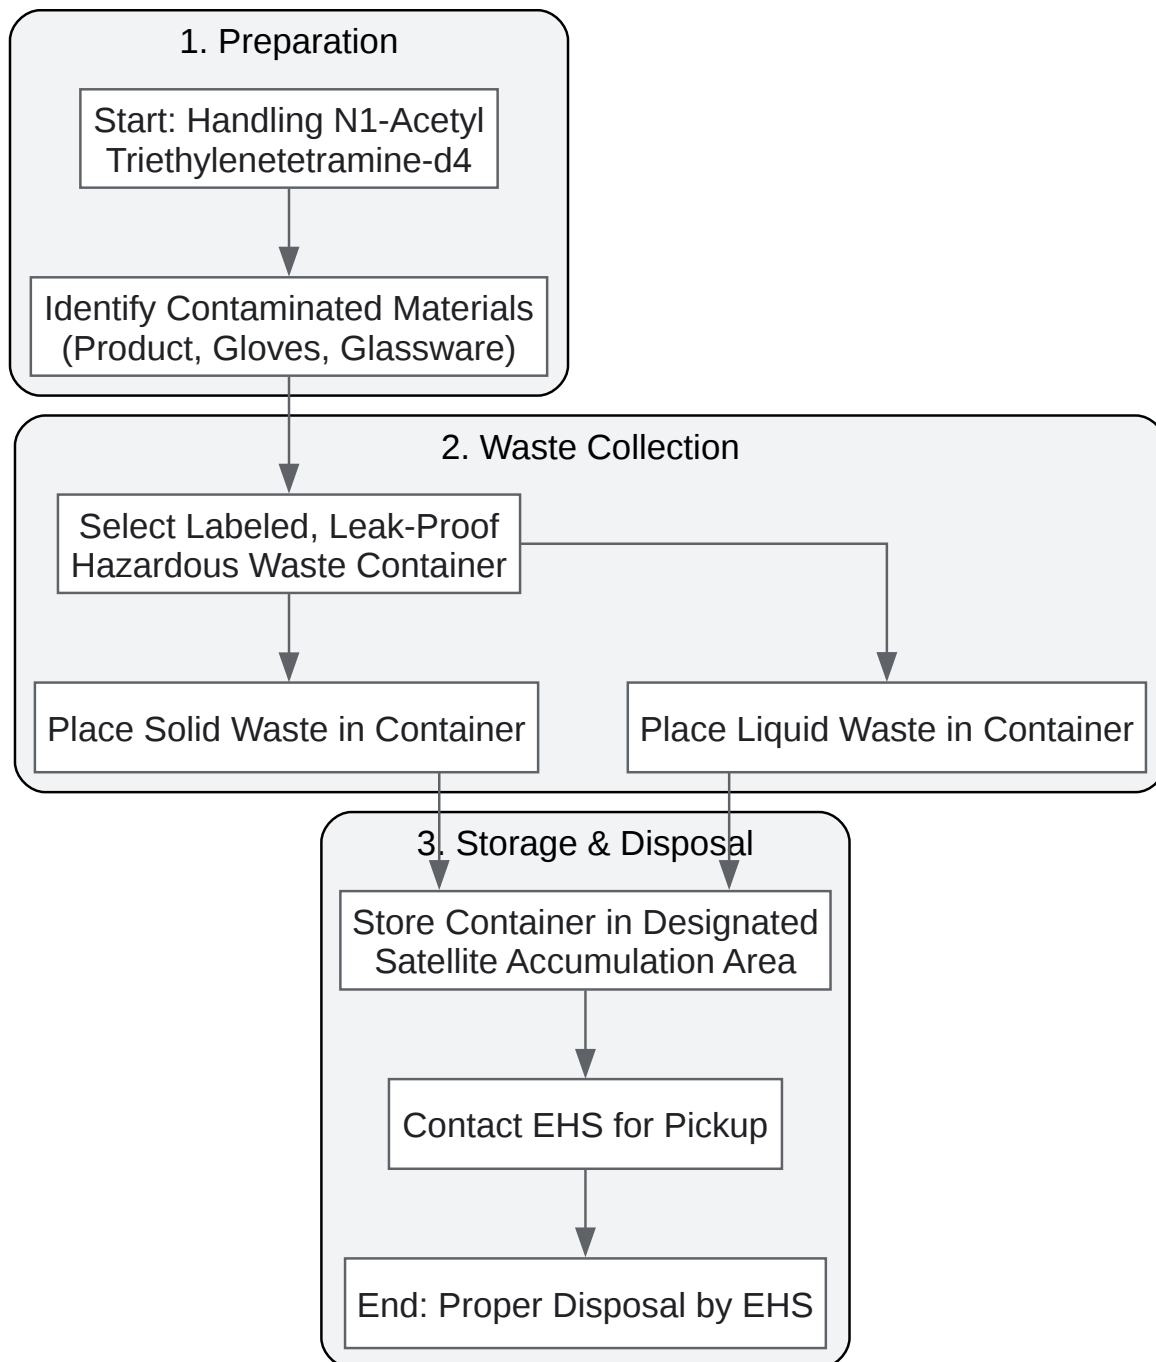 1. Preparation
Start: Handling N1-Acetyl
Triethylenetetramine-d4
Identify Contaminated Materials
(Product, Gloves, Glassware)
2. Waste Collection
Select Labeled, Leak-Proof
Hazardous Waste Container
Place Solid Waste in Container
Place Liquid Waste in Container
3. Storage & Disposal
Store Container in Designated
Satellite Accumulation Area
Contact EHS for Pickup
End: Proper Disposal by EHS